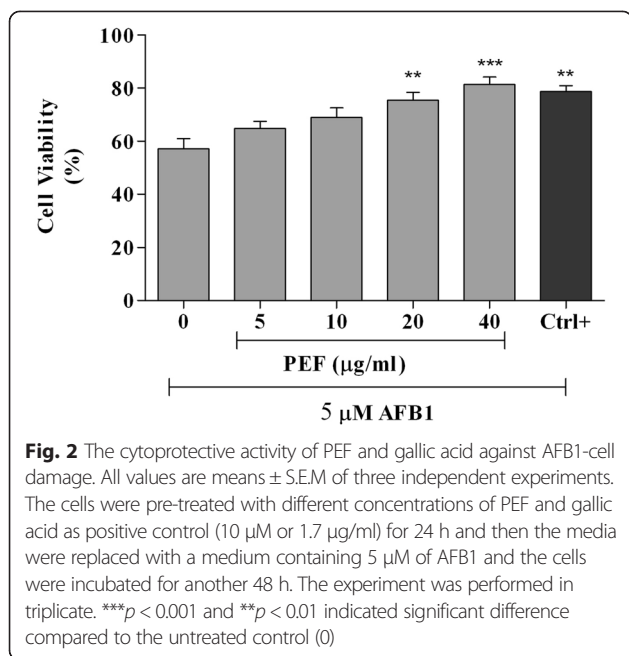 100
80
60
40
20
0
Cell Viability
(%)
** *** **
0 5 10 20 40 Ctrl+
PEF (µg/ml)
5 µM AFB1
Fig. 2 The cytoprotective activity of PEF and gallic acid against AFB1-cell
damage. All values are means ± S.E.M of three independent experiments.
The cells were pre-treated with different concentrations of PEF and gallic
acid as positive control (10 µM or 1.7 µg/ml) for 24 h and then the media
were replaced with a medium containing 5 µM of AFB1 and the cells
were incubated for another 48 h. The experiment was performed in
triplicate. ***p < 0.001 and **p < 0.01 indicated significant difference
compared to the untreated control (0)